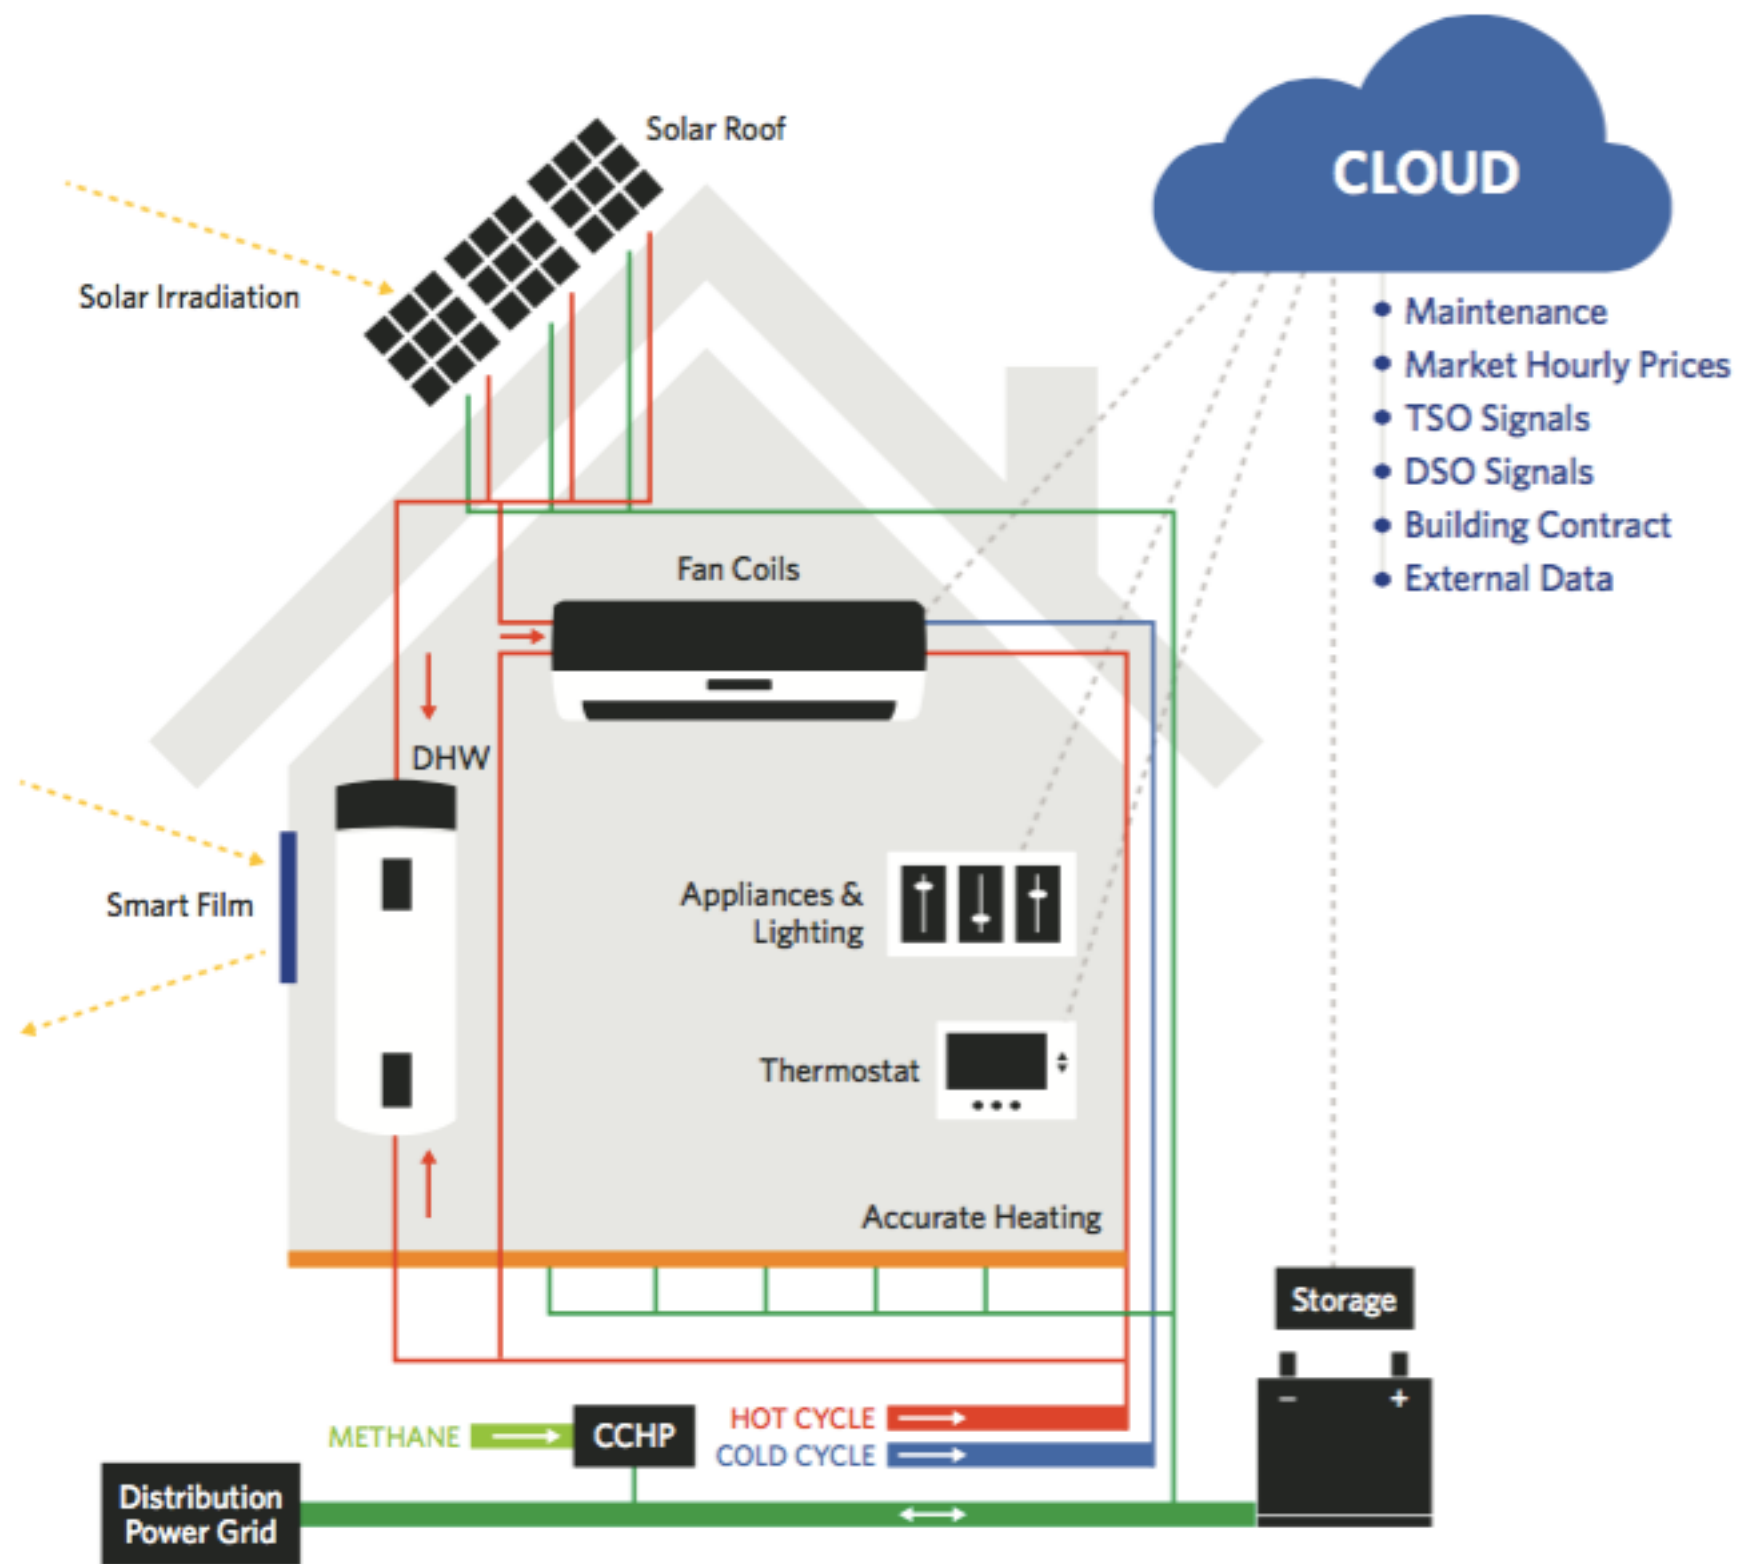 Solar Roof
CLOUD
Solar Irradiation
Maintenance
Market Hourly Prices
TSO Signals
DSO Signals
Building Contract
External Data
Fan Coils
DHW
Smart Film
Appliances &
Lighting
Thermostat
Accurate Heating
Storage
− +
METHANE
CCHP
HOT CYCLE
COLD CYCLE
Distribution
Power Grid